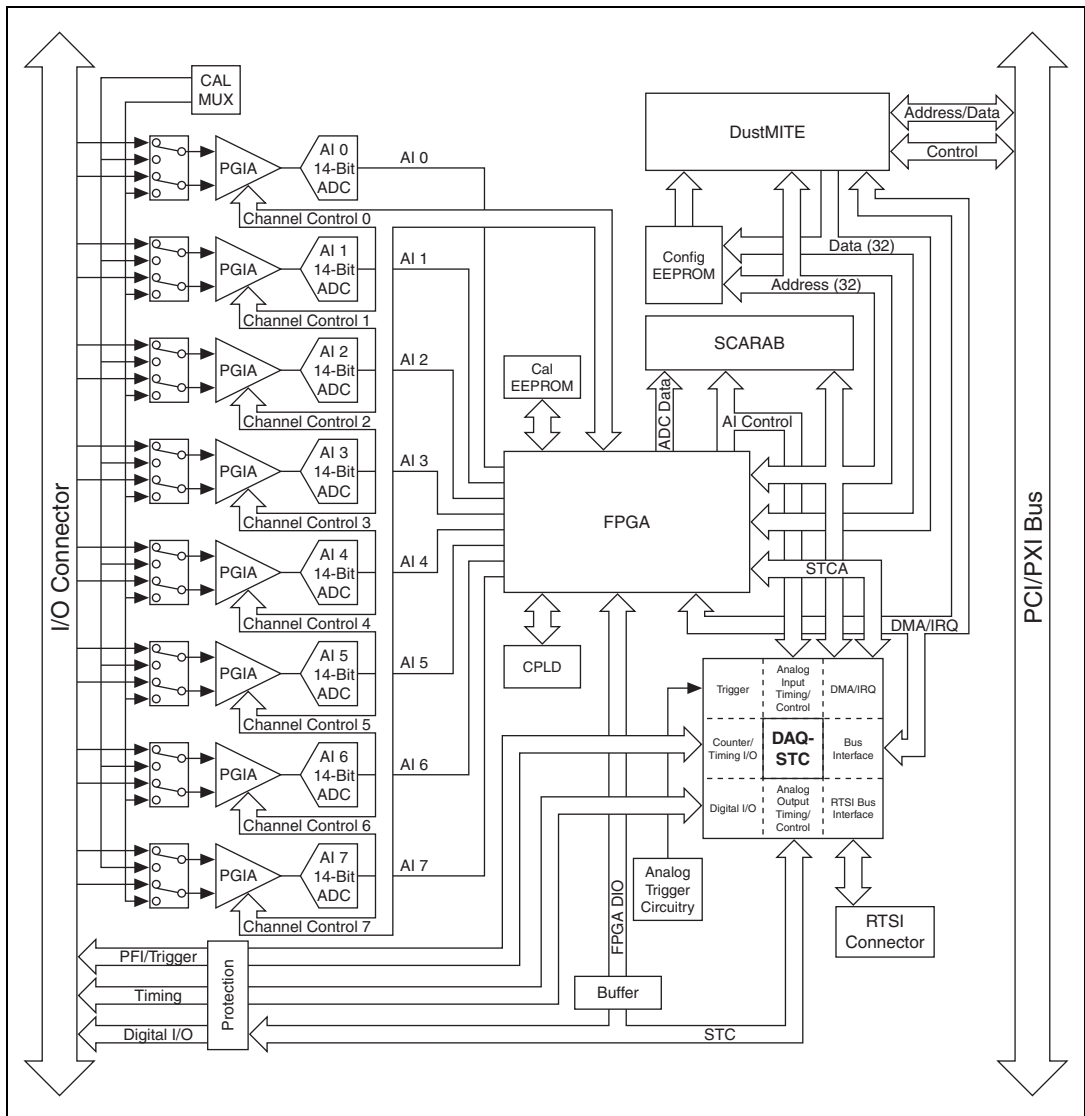 CAL
MUX
I/O Connector
PGIA
AI 0
14-Bit
ADC
AI 0
Channel Control 0
PGIA
AI 1
14-Bit
ADC
AI 1
Channel Control 1
PGIA
AI 2
14-Bit
ADC
AI 2
Channel Control 2
PGIA
AI 3
14-Bit
ADC
AI 3
Channel Control 3
PGIA
AI 4
14-Bit
ADC
AI 4
Channel Control 4
PGIA
AI 5
14-Bit
ADC
AI 5
Channel Control 5
PGIA
AI 6
14-Bit
ADC
AI 6
Channel Control 6
PGIA
AI 7
14-Bit
ADC
AI 7
Channel Control 7
PFI/Trigger
Timing
Digital I/O
Protection
DustMITE
Address/Data
Control
PCI/PXI Bus
Config
EEPROM
Data (32)
Address (32)
SCARAB
Cal
EEPROM
ADC Data
AI Control
FPGA
STCA
DMA/IRQ
CPLD
Trigger
Analog
Input
Timing/
Control
DMA/IRQ
Counter/
Timing I/O
DAQ-
STC
Bus
Interface
Digital I/O
Analog
Output
Timing/
Control
RTSI Bus
Interface
Analog
Trigger
Circuitry
RTSI
Connector
FPGA DIO
Buffer
STC